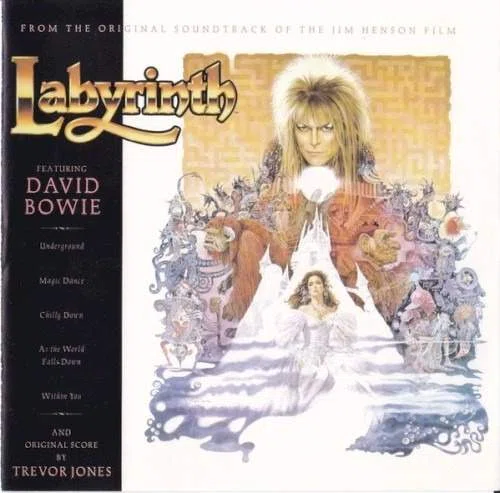 FROM THE ORIGINAL SOUNDTRACK OF THE JIM HENSON FILM
Labyrinth
FEATURING
DAVID
BOWIE
Underground
Magic Dance
Chilly Down
As the World
Falls Down
Within You
AND
ORIGINAL SCORE
BY
TREVOR JONES